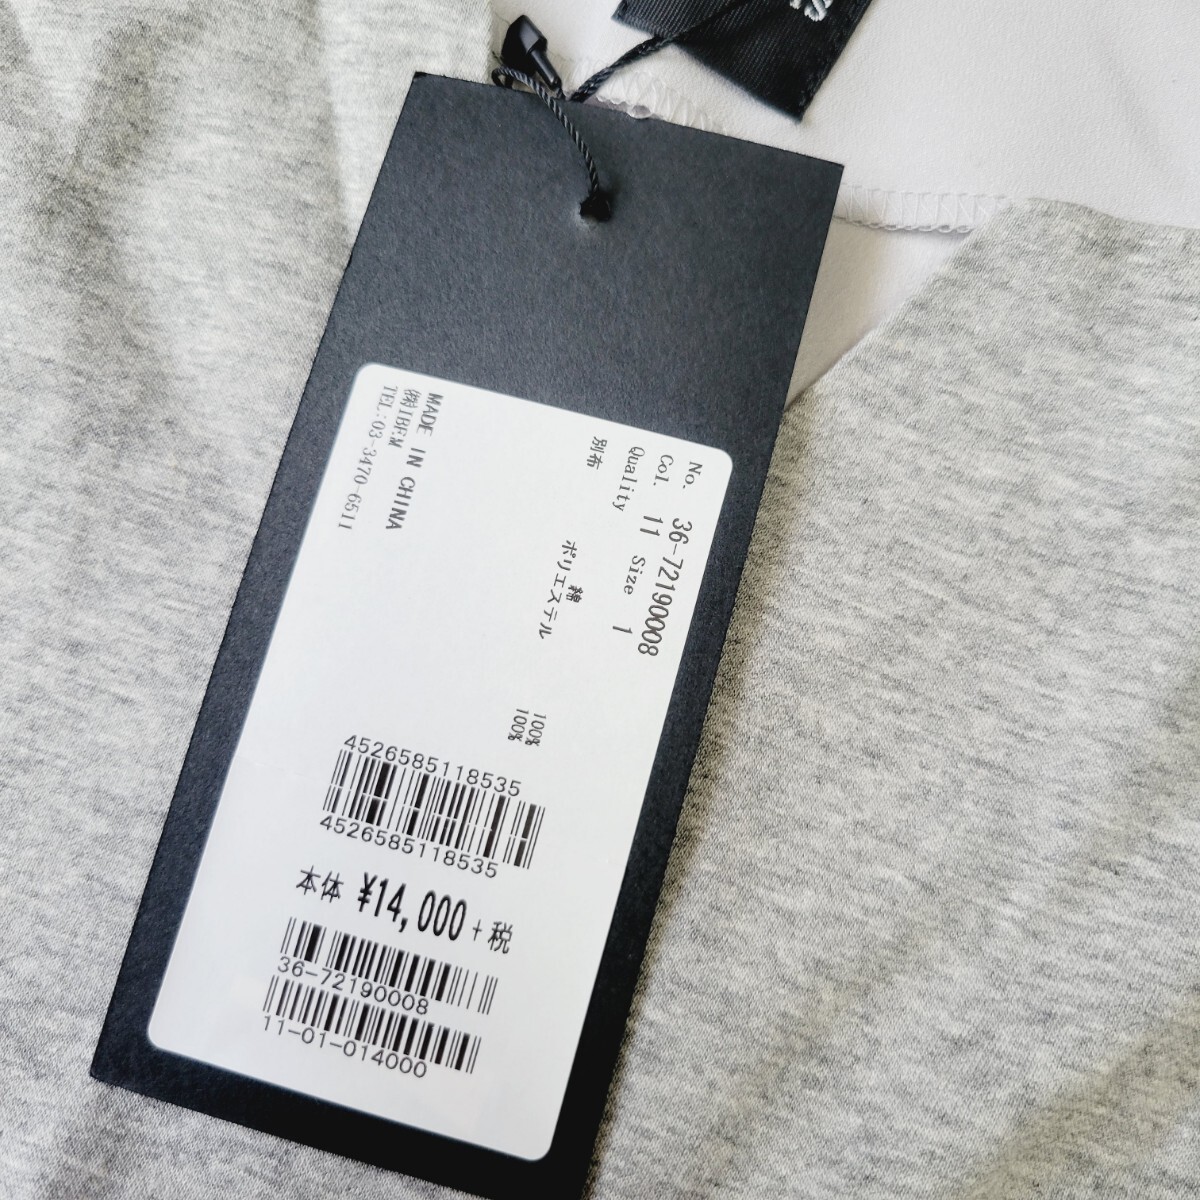 No. 36-72190008
Col. 11 Size 1
Quality
綿 100%
別布 ポリエステル 100%
MADE IN CHINA
㈱IBEM
TEL:03-3470-6511
4526585118535
4526585118535
本体 ¥14,000+税
36-72190008
11-01-014000